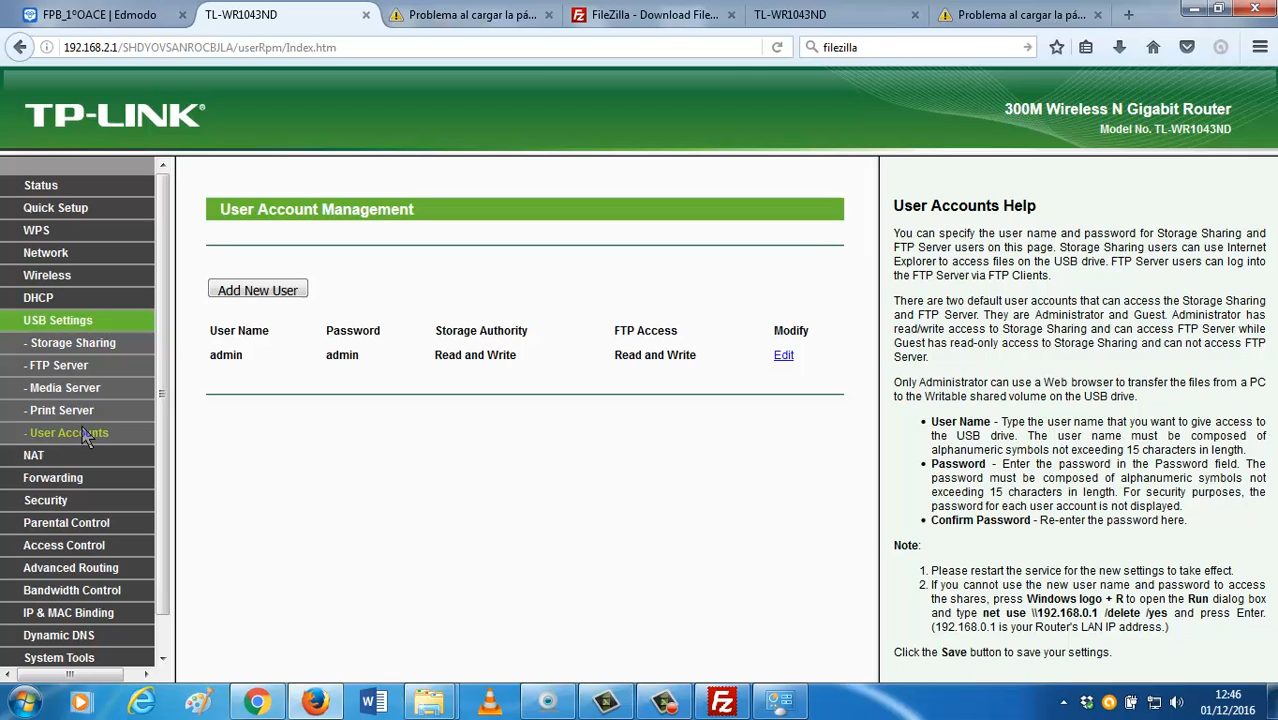 FPB_1ºOACE | Edmodo
TL-WR1043ND
Problema al cargar la pá...
FileZilla - Download File...
TL-WR1043ND
Problema al cargar la pá...
192.168.2.1/SHDYOVSANROCBJLA/userRpm/Index.htm
filezilla
TP-LINK®
300M Wireless N Gigabit Router
Model No. TL-WR1043ND
Status
Quick Setup
WPS
Network
Wireless
DHCP
USB Settings
- Storage Sharing
- FTP Server
- Media Server
- Print Server
- User Accounts
NAT
Forwarding
Security
Parental Control
Access Control
Advanced Routing
Bandwidth Control
IP & MAC Binding
Dynamic DNS
System Tools
User Account Management
Add New User
User Name Password Storage Authority FTP Access Modify
admin admin Read and Write Read and Write Edit
User Accounts Help
You can specify the user name and password for Storage Sharing and
FTP Server users on this page. Storage Sharing users can use Internet
Explorer to access files on the USB drive. FTP Server users can log into
the FTP Server via FTP Clients.
There are two default user accounts that can access the Storage Sharing
and FTP Server. They are Administrator and Guest. Administrator has
read/write access to Storage Sharing and can access FTP Server while
Guest has read-only access to Storage Sharing and can not access FTP
Server.
Only Administrator can use a Web browser to transfer the files from a PC
to the Writable shared volume on the USB drive.
• User Name - Type the user name that you want to give access to
the USB drive. The user name must be composed of
alphanumeric symbols not exceeding 15 characters in length.
• Password - Enter the password in the Password field. The
password must be composed of alphanumeric symbols not
exceeding 15 characters in length. For security purposes, the
password for each user account is not displayed.
• Confirm Password - Re-enter the password here.
Note:
1. Please restart the service for the new settings to take effect.
2. If you cannot use the new user name and password to access
the shares, press Windows logo + R to open the Run dialog box
and type net use \\192.168.0.1 /delete /yes and press Enter.
(192.168.0.1 is your Router's LAN IP address.)
Click the Save button to save your settings.
12:46
01/12/2016